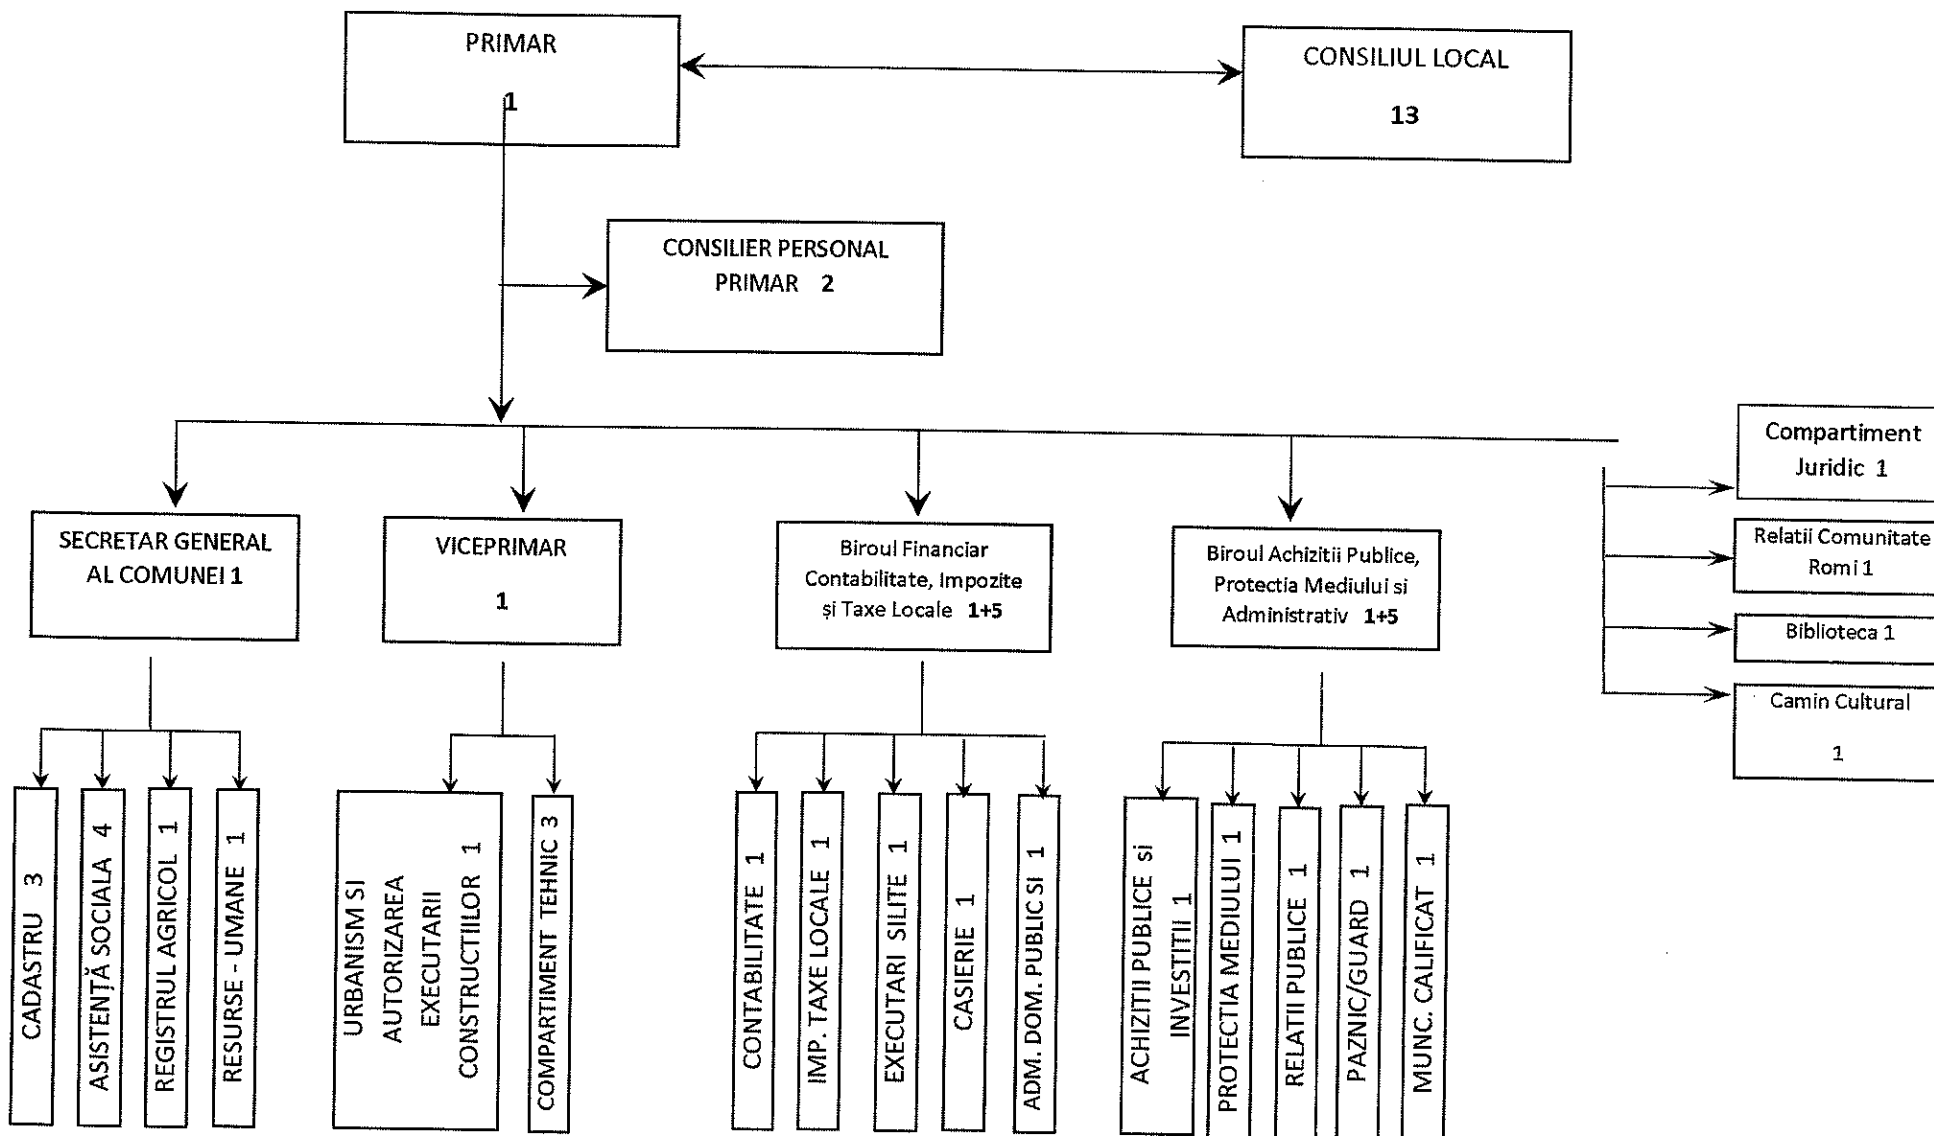 PRIMAR
1
CONSILIUL LOCAL
13
CONSILIER PERSONAL
PRIMAR 2
SECRETAR GENERAL
AL COMUNEI 1
VICEPRIMAR
1
Biroul Financiar
Contabilitate, Impozite
și Taxe Locale 1+5
Biroul Achizitii Publice,
Protectia Mediului si
Administrativ 1+5
Compartiment
Juridic 1
Relatii Comunitate
Romi 1
Biblioteca 1
Camin Cultural
1
CADASTRU 3
ASISTENȚĂ SOCIALA 4
REGISTRUL AGRICOL 1
RESURSE - UMANE 1
URBANISM SI
AUTORIZAREA
EXECUTARII
CONSTRUCTIILOR 1
COMPARTIMENT TEHNIC 3
CONTABILITATE 1
IMP. TAXE LOCALE 1
EXECUTARI SILITE 1
CASIERIE 1
ADM. DOM. PUBLIC SI 1
ACHIZITII PUBLICE si
INVESTITII 1
PROTECTIA MEDIULUI 1
RELATII PUBLICE 1
PAZNIC/GUARD 1
MUNC. CALIFICAT 1